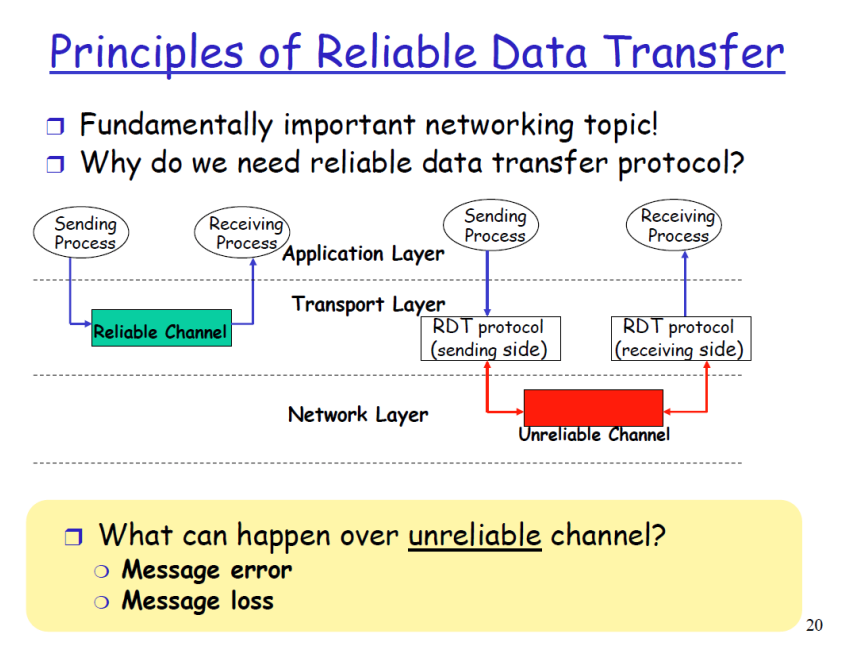 Principles of Reliable Data Transfer
Fundamentally important networking topic!
Why do we need reliable data transfer protocol?
Sending
Process
Receiving
Process
Application Layer
Sending
Process
Receiving
Process
Transport Layer
Reliable Channel
RDT protocol
(sending side)
RDT protocol
(receiving side)
Network Layer
Unreliable Channel
What can happen over unreliable channel?
Message error
Message loss
20